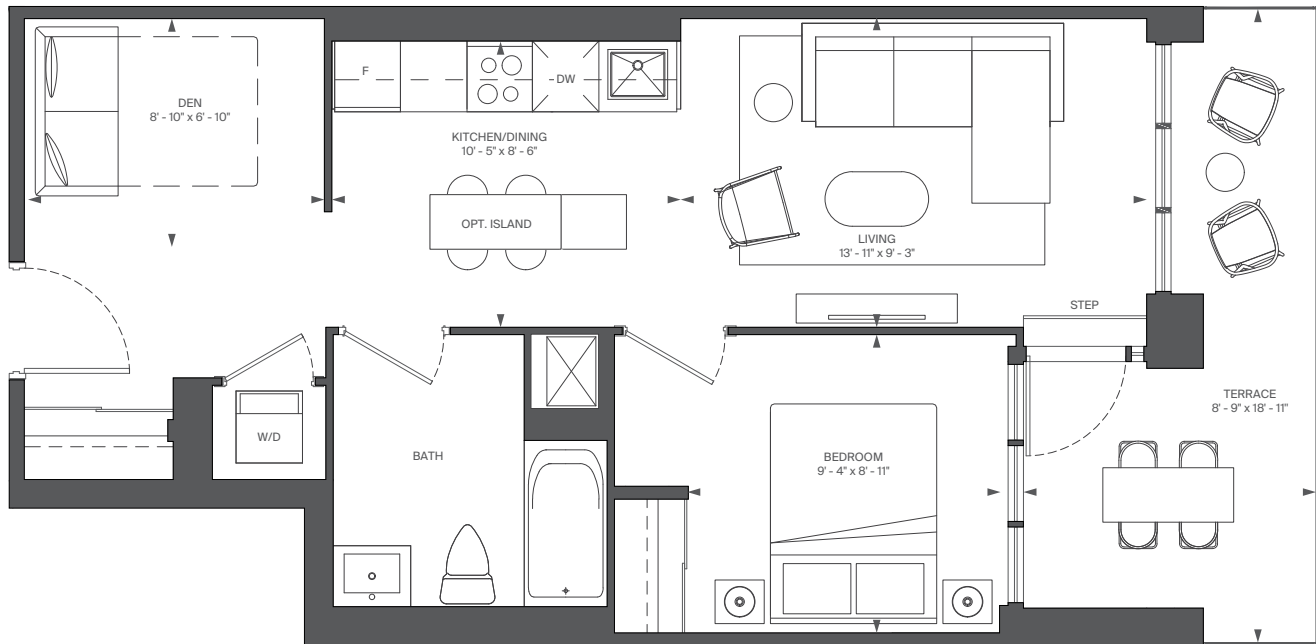 DEN
8' - 10" x 6' - 10"
F
DW
KITCHEN/DINING
10' - 5" x 8' - 6"
OPT. ISLAND
LIVING
13' - 11" x 9' - 3"
STEP
TERRACE
8' - 9" x 18' - 11"
W/D
BATH
BEDROOM
9' - 4" x 8' - 11"